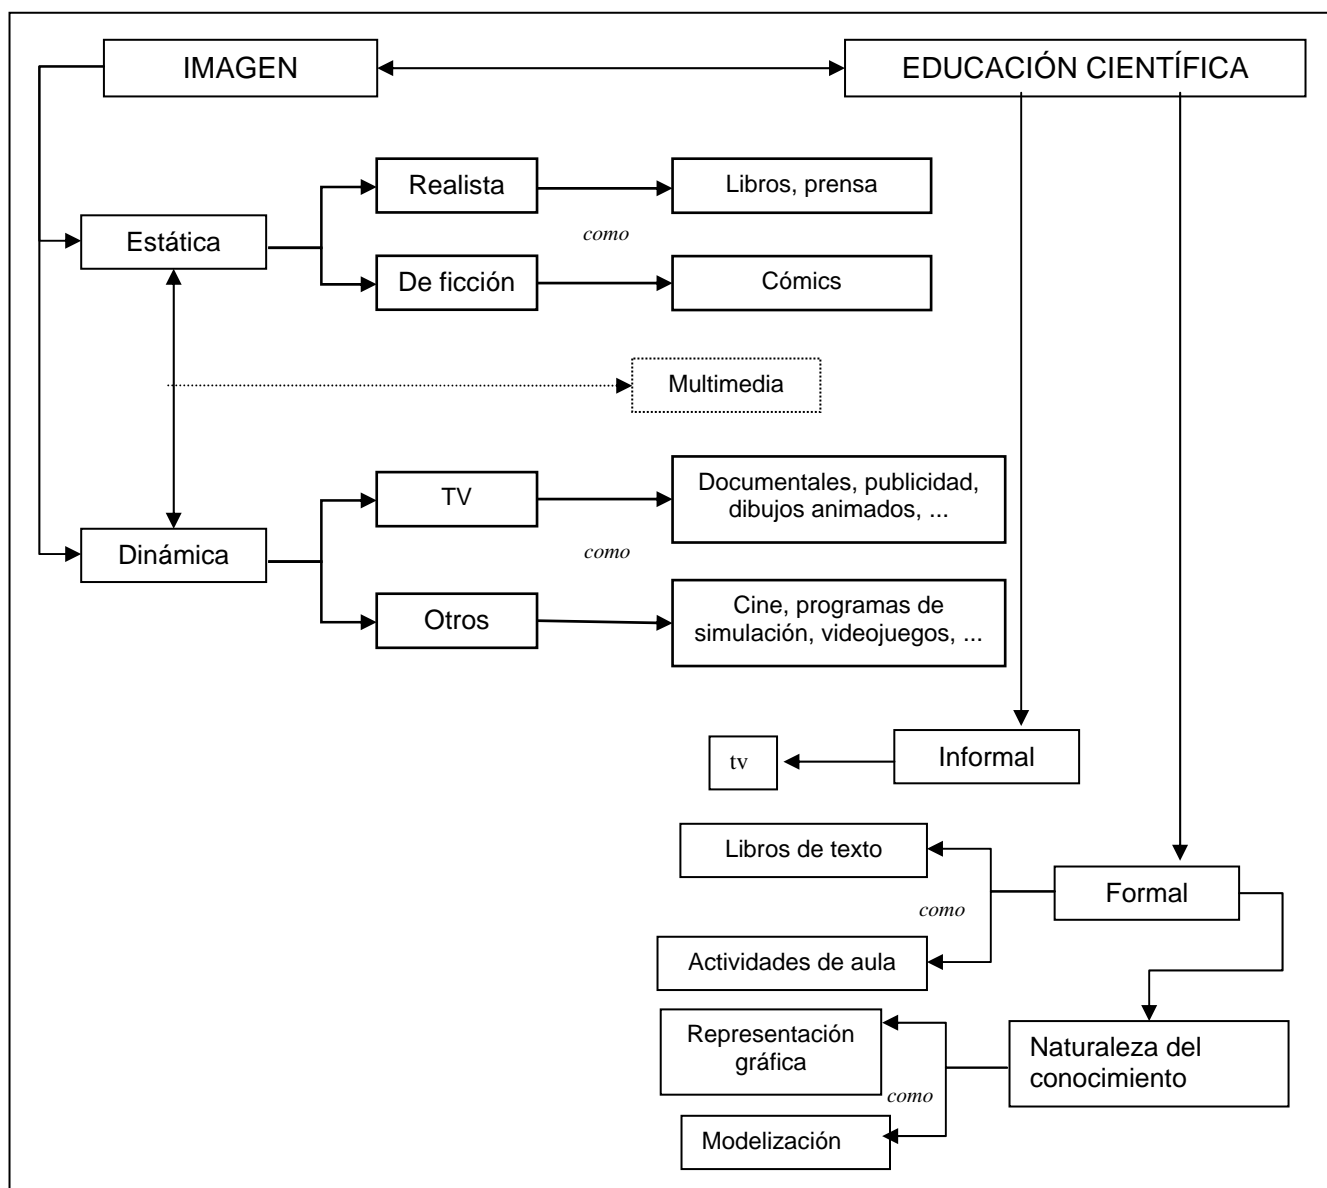 IMAGEN
EDUCACIÓN CIENTÍFICA
Realista
Libros, prensa
Estática
como
De ficción
Cómics
Multimedia
TV
Documentales, publicidad,
dibujos animados, ...
Dinámica
como
Otros
Cine, programas de
simulación, videojuegos, ...
Informal
tv
Libros de texto
Formal
como
Actividades de aula
Representación
gráfica
Naturaleza del
conocimiento
como
Modelización